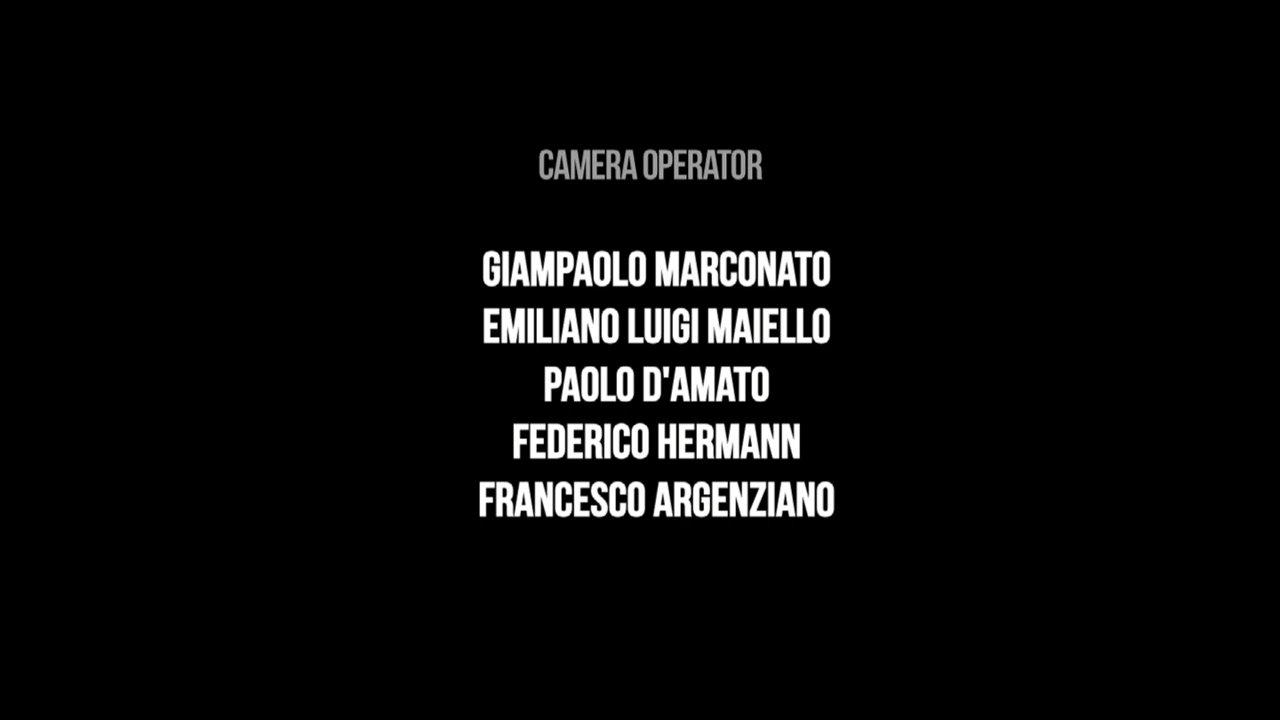 CAMERA OPERATOR
GIAMPAOLO MARCONATO
EMILIANO LUIGI MAIELLO
PAOLO D'AMATO
FEDERICO HERMANN
FRANCESCO ARGENZIANO